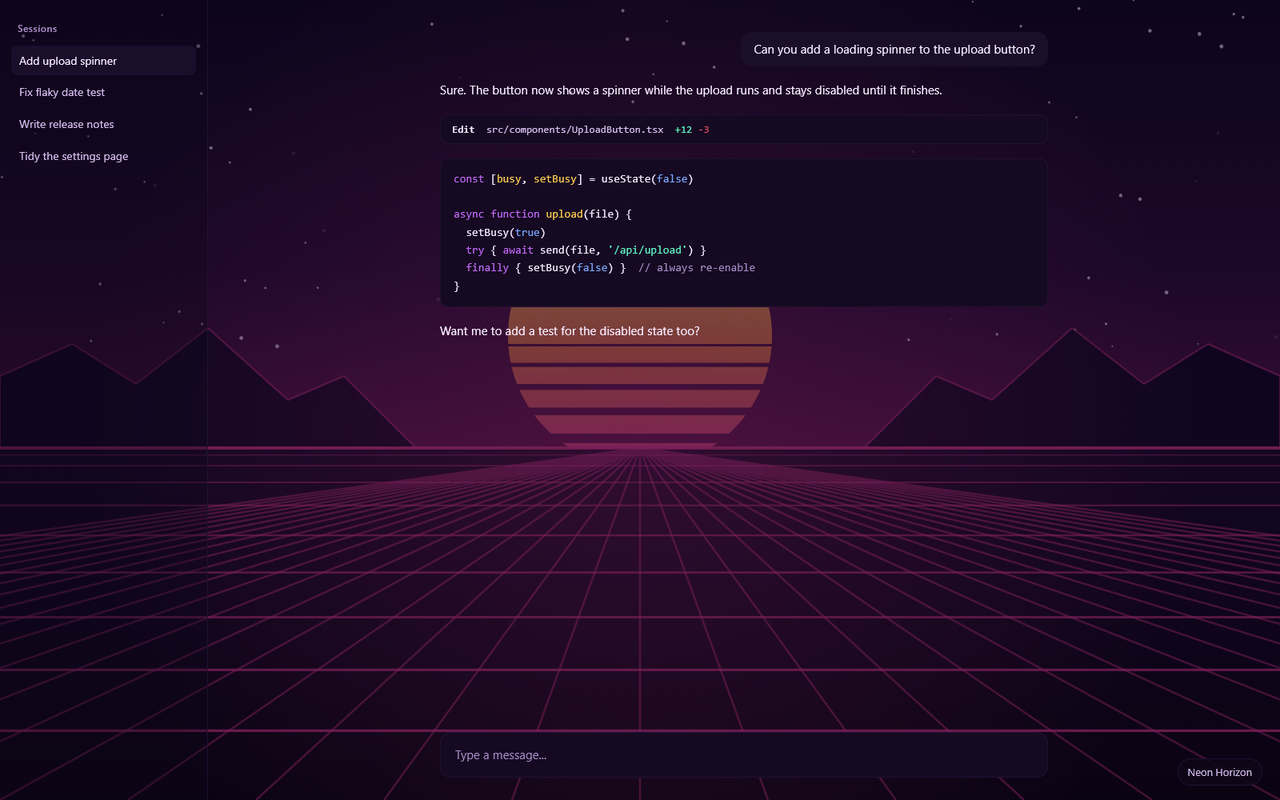 Sessions
Add upload spinner
Fix flaky date test
Write release notes
Tidy the settings page
Can you add a loading spinner to the upload button?
Sure. The button now shows a spinner while the upload runs and stays disabled until it finishes.
Edit src/components/UploadButton.tsx +12 -3
const [busy, setBusy] = useState(false)
async function upload(file) {
  setBusy(true)
  try { await send(file, '/api/upload') }
  finally { setBusy(false) }  // always re-enable
}
Want me to add a test for the disabled state too?
Type a message...
Neon Horizon